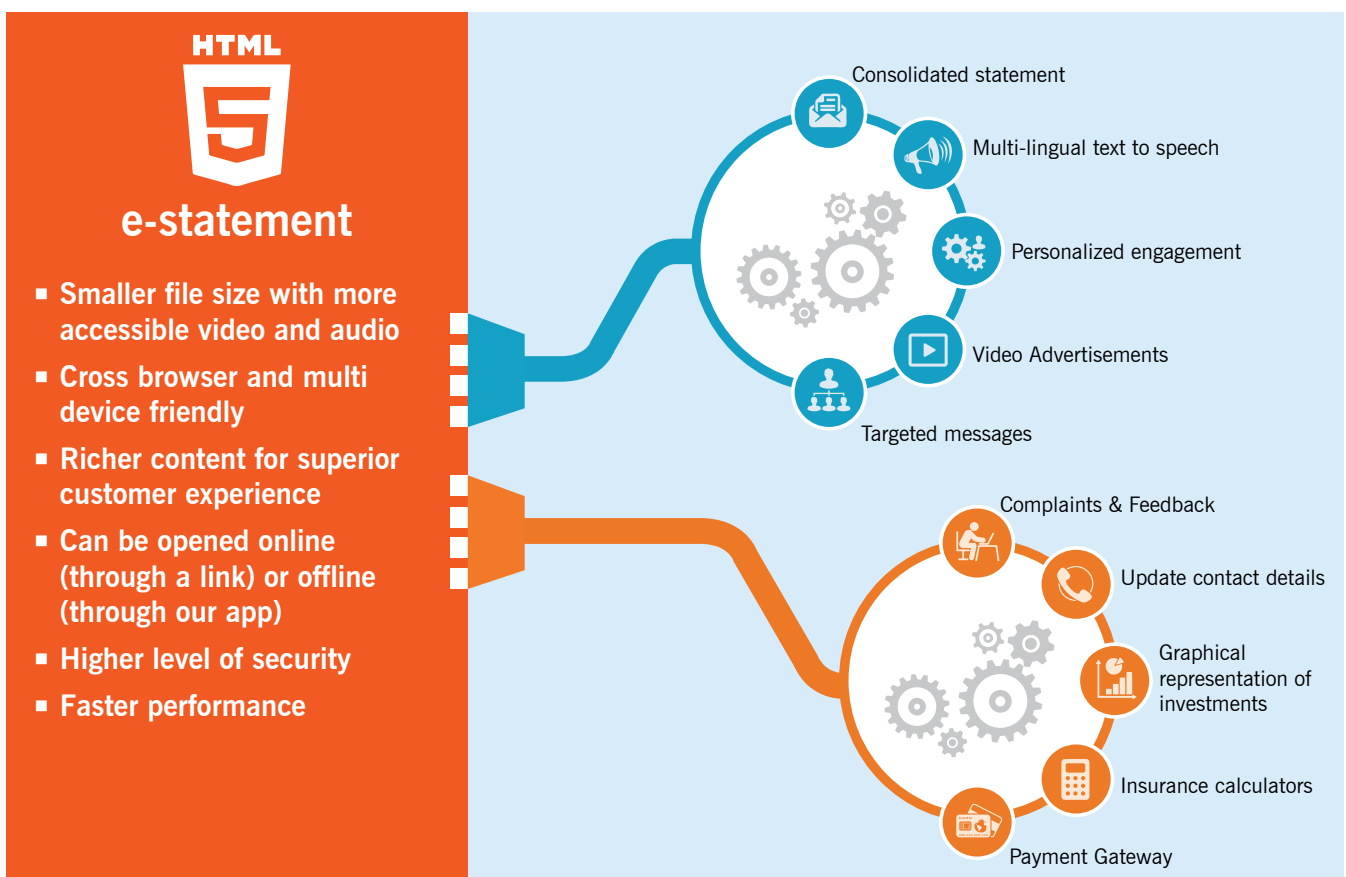 HTML
5
e-statement
▪ Smaller file size with more
accessible video and audio
▪ Cross browser and multi
device friendly
▪ Richer content for superior
customer experience
▪ Can be opened online
(through a link) or offline
(through our app)
▪ Higher level of security
▪ Faster performance
Consolidated statement
Multi-lingual text to speech
Personalized engagement
Video Advertisements
Targeted messages
Complaints & Feedback
Update contact details
Graphical
representation of
investments
Insurance calculators
Payment Gateway